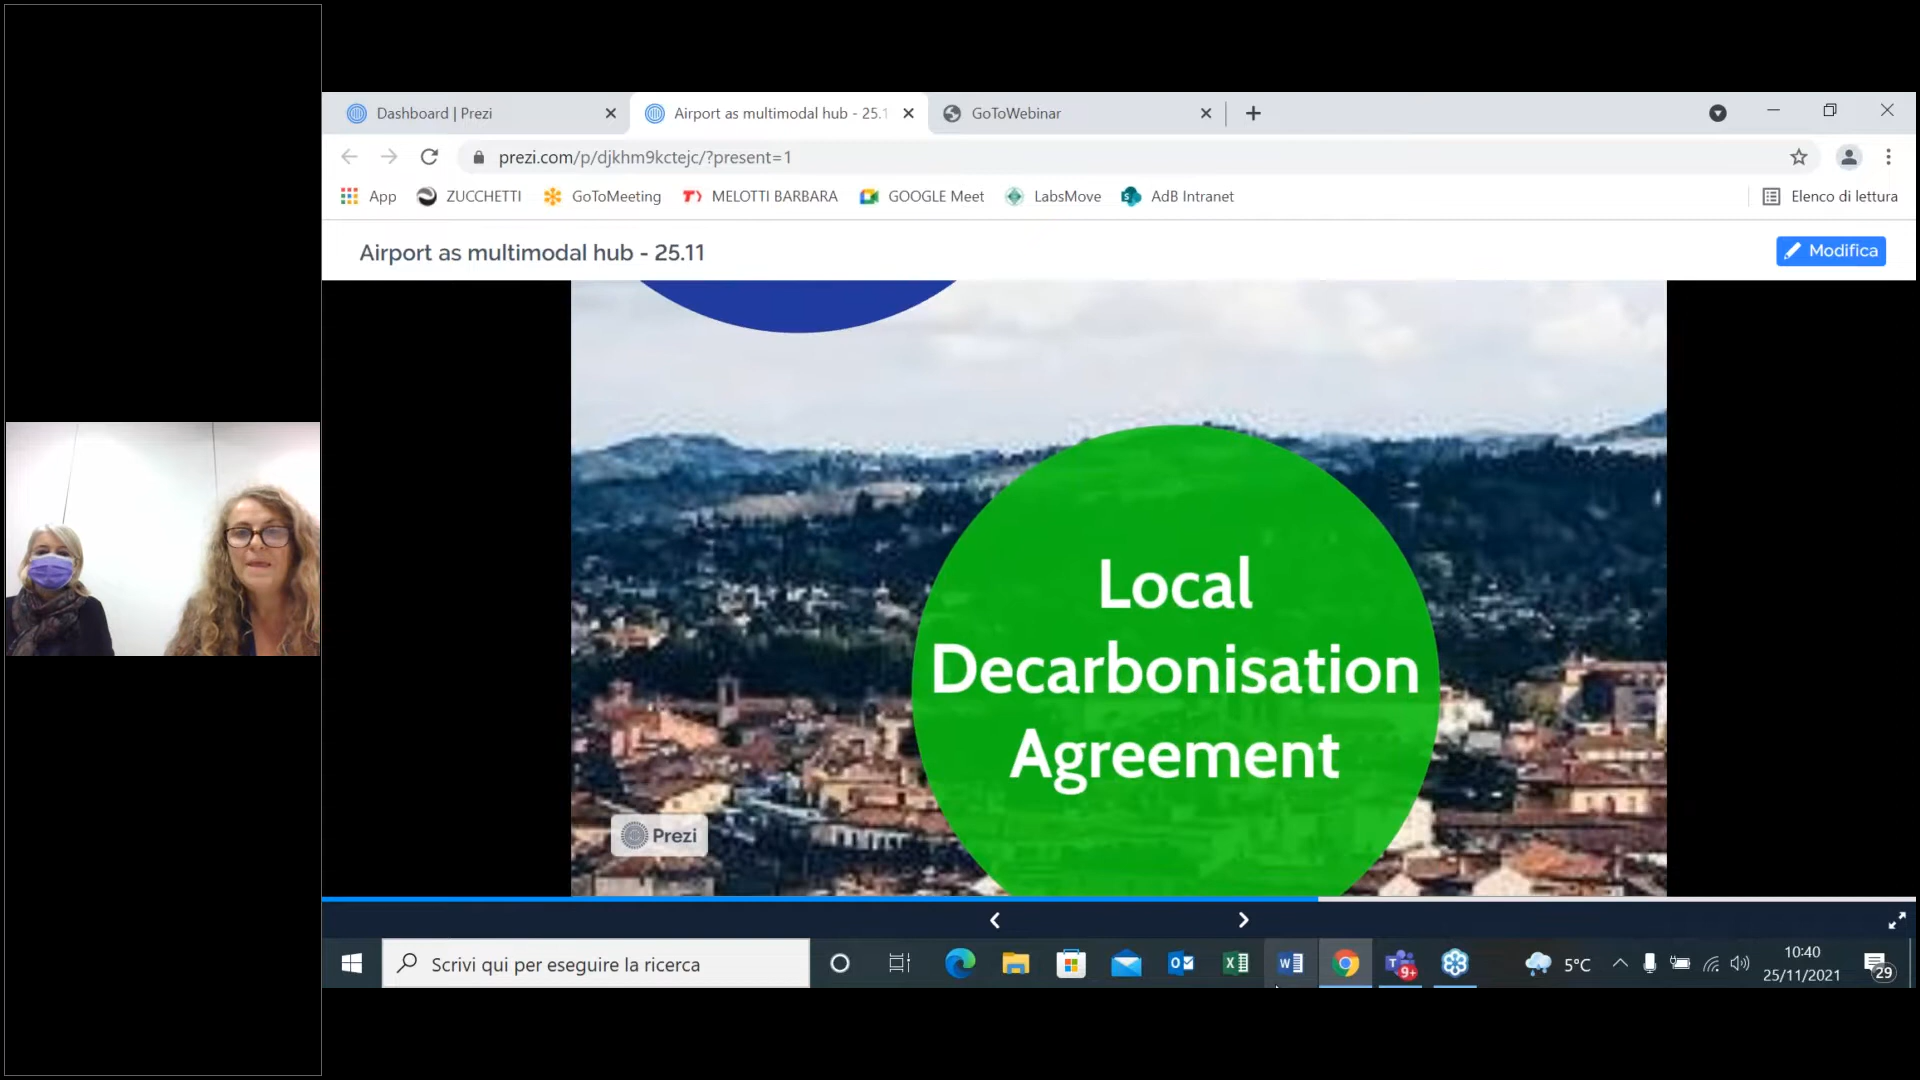 Dashboard | Prezi
Airport as multimodal hub - 25.1
GoToWebinar
prezi.com/p/djkhm9kctejc/?present=1
App
ZUCCHETTI
GoToMeeting
MELOTTI BARBARA
GOOGLE Meet
LabsMove
AdB Intranet
Elenco di lettura
Airport as multimodal hub - 25.11
Modifica
Local
Decarbonisation
Agreement
Prezi
Scrivi qui per eseguire la ricerca
9+
5°C
10:40
25/11/2021
29